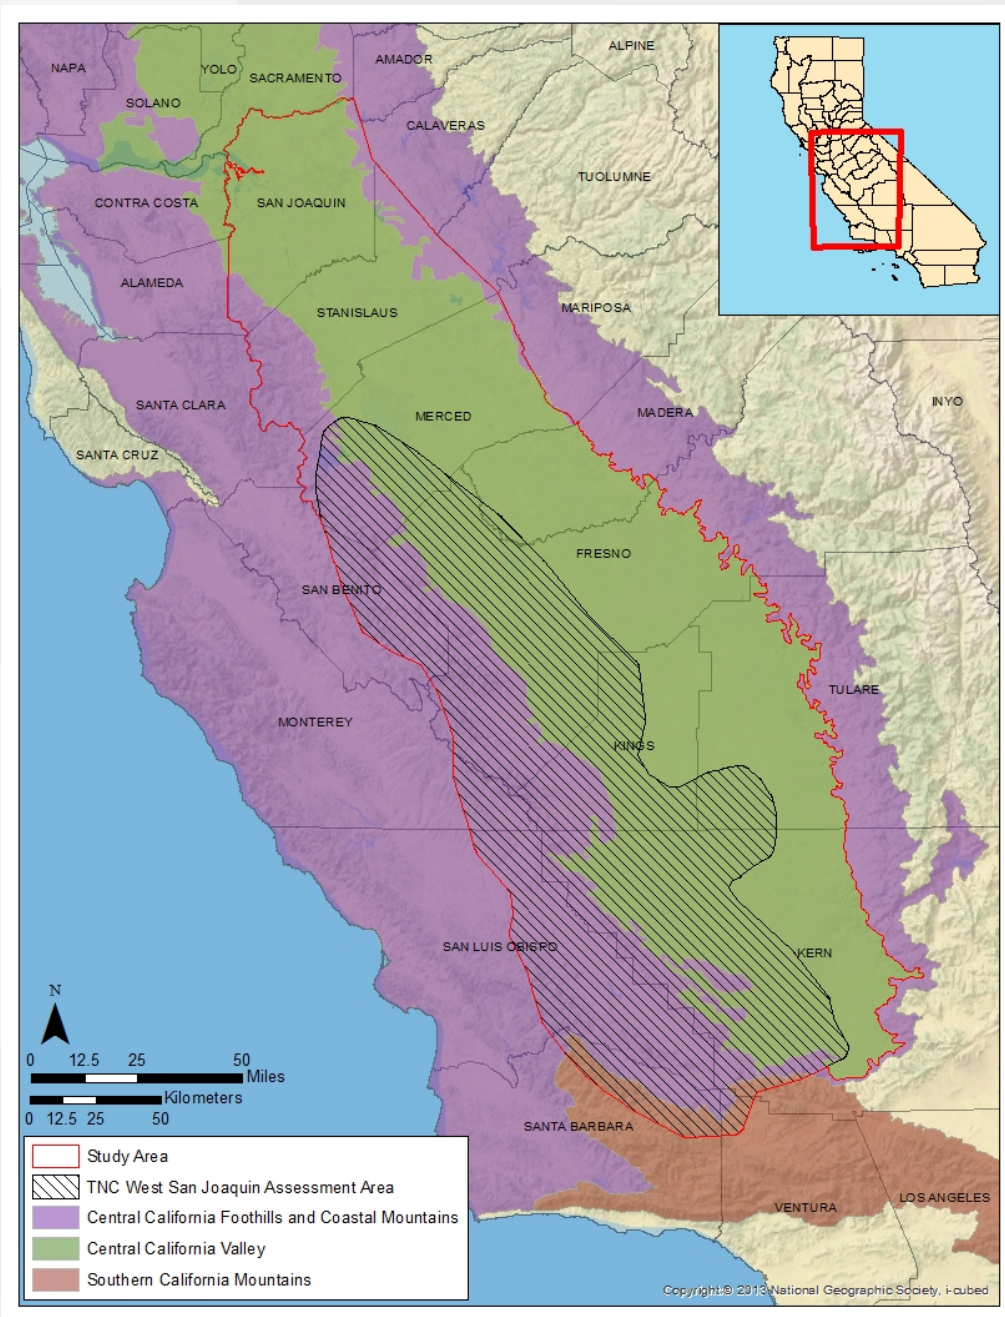 NAPA
YOLO
SACRAMENTO
AMADOR
ALPINE
SOLANO
CALAVERAS
TUOLUMNE
CONTRA COSTA
SAN JOAQUIN
ALAMEDA
STANISLAUS
MARIPOSA
SANTA CLARA
MERCED
MADERA
INYO
SANTA CRUZ
FRESNO
SAN BENITO
TULARE
MONTEREY
KINGS
SAN LUIS OBISPO
KERN
N
0 12.5 25 50
Miles
Kilometers
0 12.5 25 50
SANTA BARBARA
VENTURA
LOS ANGELES
Study Area
TNC West San Joaquin Assessment Area
Central California Foothills and Coastal Mountains
Central California Valley
Southern California Mountains
Copyright:© 2013 National Geographic Society, i-cubed